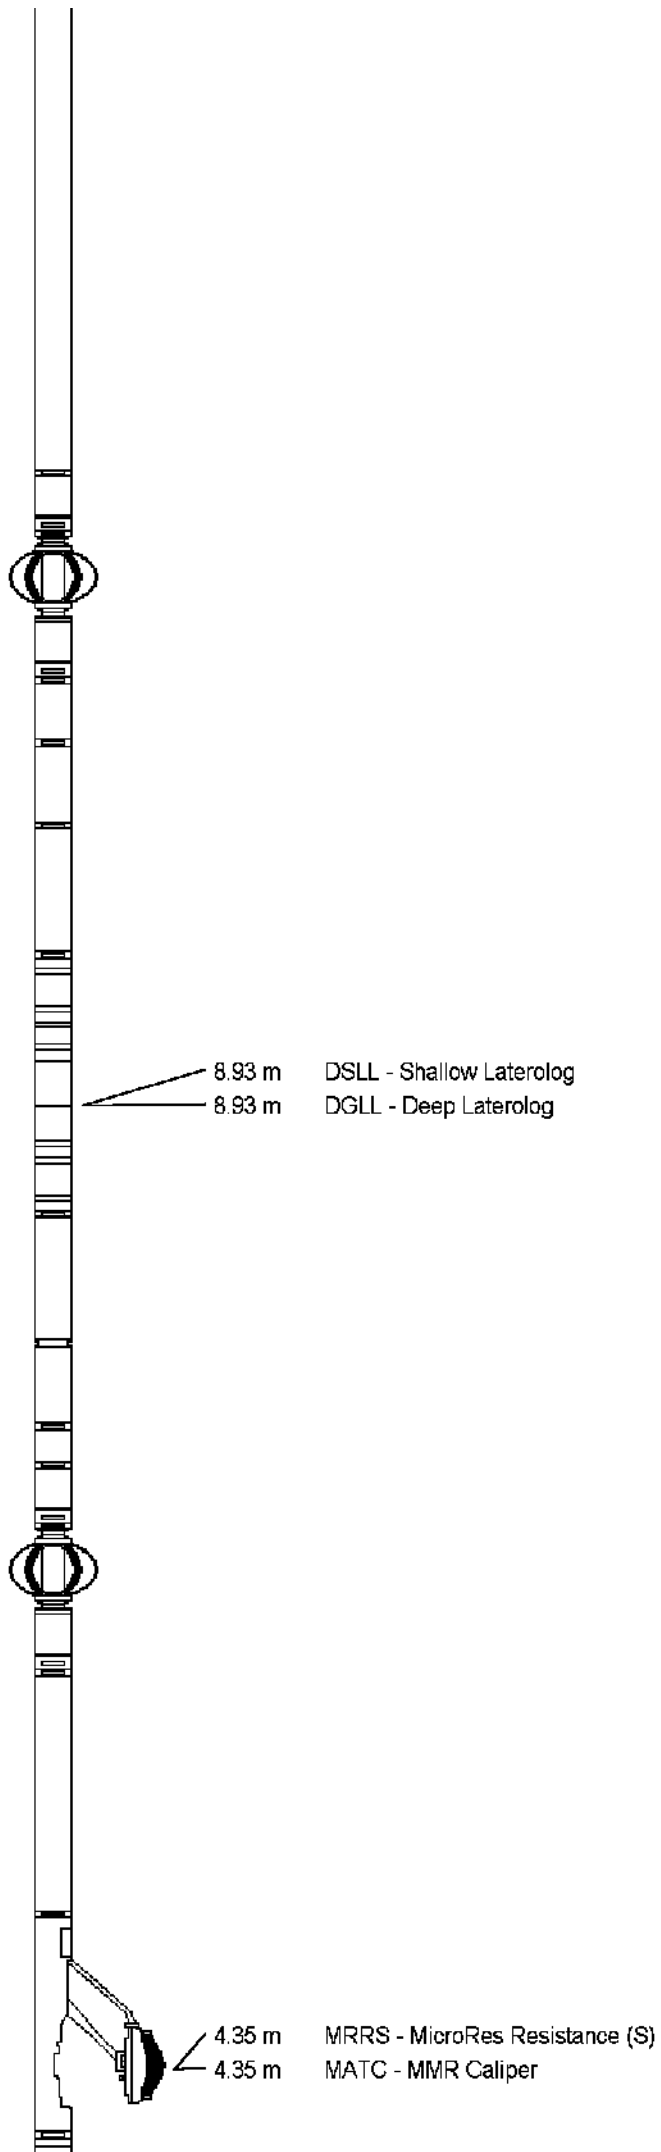 8.93 m DSLL - Shallow Laterolog
8.93 m DGLL - Deep Laterolog
4.35 m MRRS - MicroRes Resistance (S)
4.35 m MATC - MMR Caliper